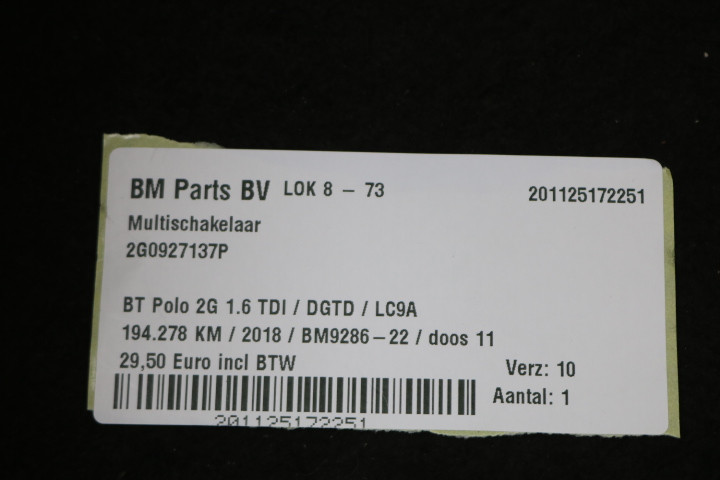 BM Parts BV LOK 8 - 73 201125172251
Multischakelaar
2G0927137P
BT Polo 2G 1.6 TDI / DGTD / LC9A
194.278 KM / 2018 / BM9286-22 / doos 11
29,50 Euro incl BTW Verz: 10
Aantal: 1
201125172251